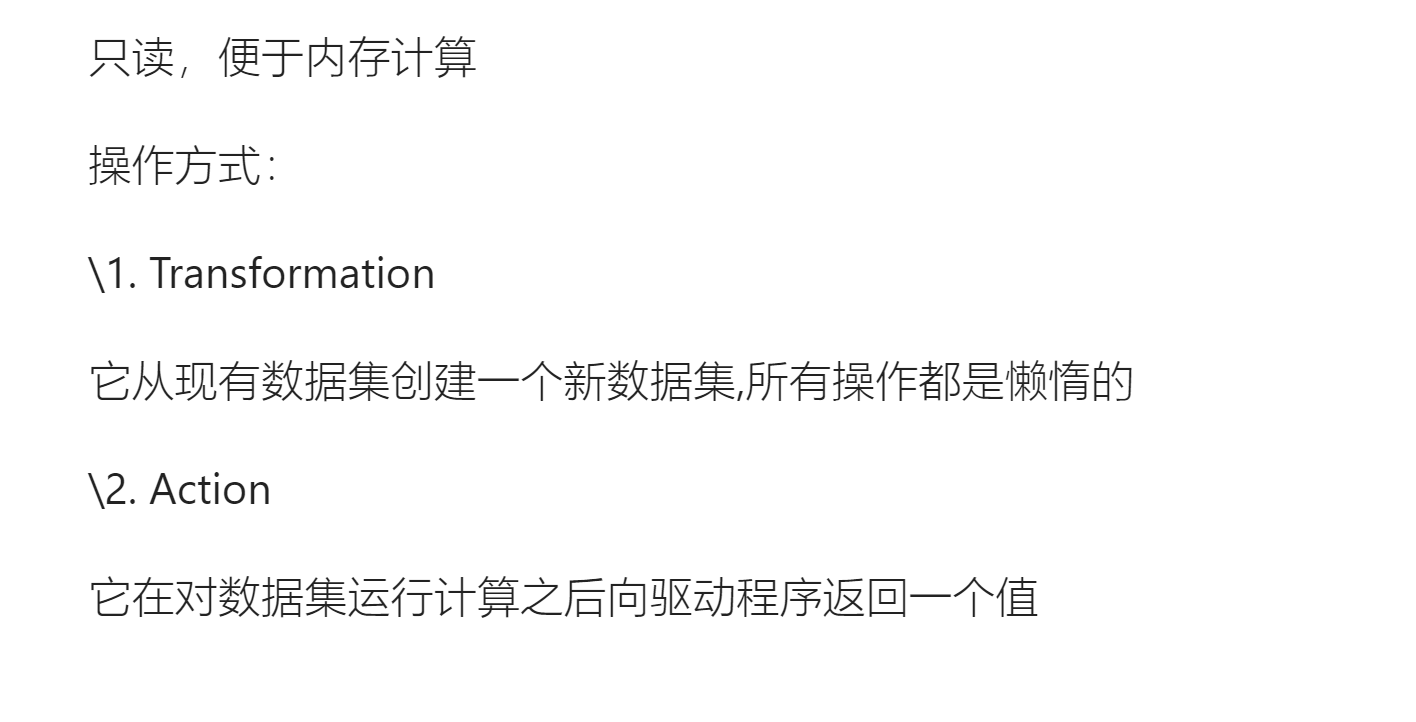 只读，便于内存计算
操作方式：
\1. Transformation
它从现有数据集创建一个新数据集,所有操作都是懒惰的
\2. Action
它在对数据集运行计算之后向驱动程序返回一个值